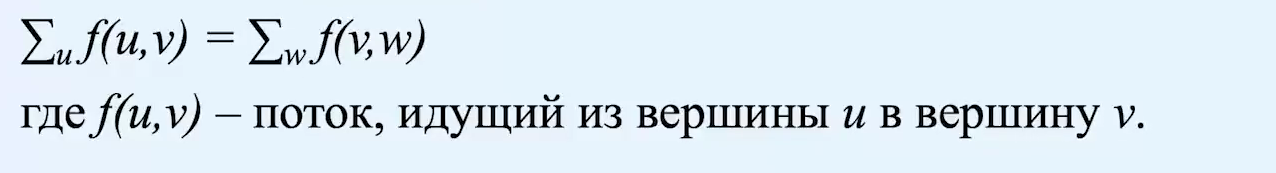 ∑u f(u,v) = ∑w f(v,w)
где f(u,v) – поток, идущий из вершины u в вершину v.